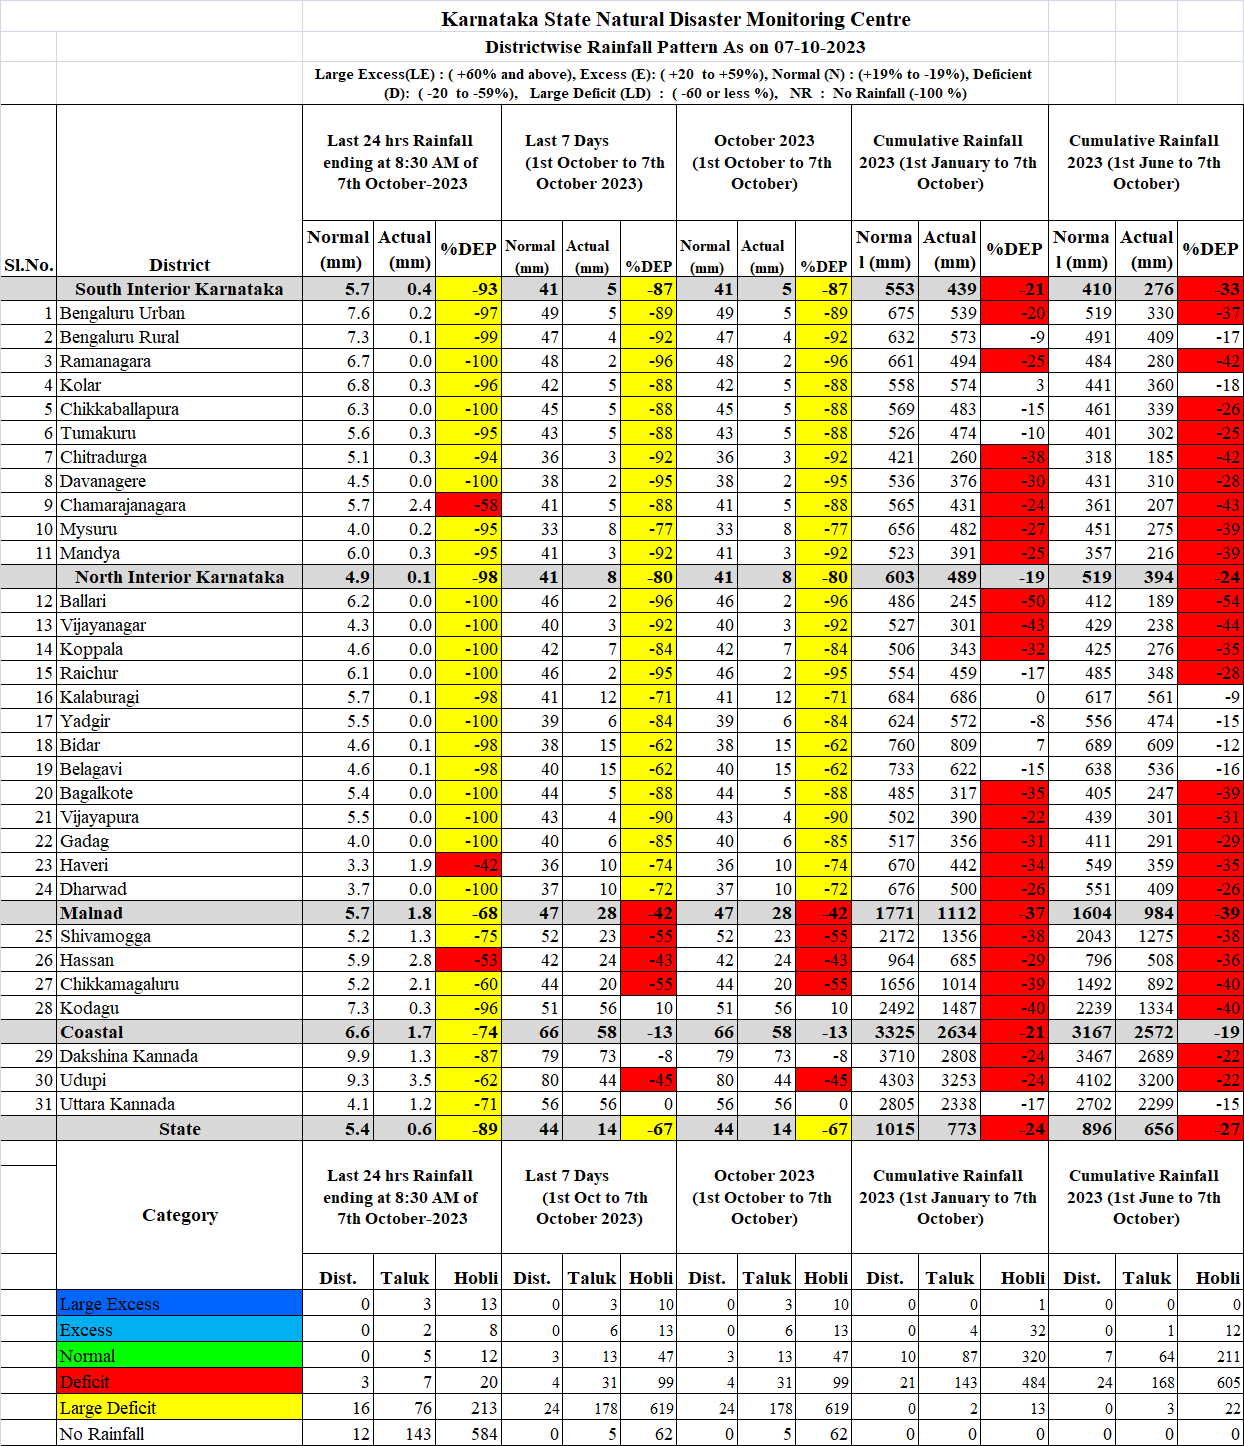 Karnataka State Natural Disaster Monitoring Centre
Districtwise Rainfall Pattern As on 07-10-2023
Large Excess(LE) : ( +60% and above), Excess (E): ( +20 to +59%), Normal (N) : (+19% to -19%), Deficient
(D): ( -20 to -59%), Large Deficit (LD) : ( -60 or less %), NR : No Rainfall (-100 %)
Sl.No. District
Last 24 hrs Rainfall
ending at 8:30 AM of
7th October-2023
Last 7 Days
(1st October to 7th
October 2023)
October 2023
(1st October to 7th
October)
Cumulative Rainfall
2023 (1st January to 7th
October)
Cumulative Rainfall
2023 (1st June to 7th
October)
Normal (mm) Actual (mm) %DEP Normal (mm) Actual (mm) %DEP Normal (mm) Actual (mm) %DEP Norma l (mm) Actual (mm) %DEP Norma l (mm) Actual (mm) %DEP
South Interior Karnataka 5.7 0.4 -93 41 5 -87 41 5 -87 553 439 -21 410 276 -33
1 Bengaluru Urban 7.6 0.2 -97 49 5 -89 49 5 -89 675 539 -20 519 330 -37
2 Bengaluru Rural 7.3 0.1 -99 47 4 -92 47 4 -92 632 573 -9 491 409 -17
3 Ramanagara 6.7 0.0 -100 48 2 -96 48 2 -96 661 494 -25 484 280 -42
4 Kolar 6.8 0.3 -96 42 5 -88 42 5 -88 558 574 3 441 360 -18
5 Chikkaballapura 6.3 0.0 -100 45 5 -88 45 5 -88 569 483 -15 461 339 -26
6 Tumakuru 5.6 0.3 -95 43 5 -88 43 5 -88 526 474 -10 401 302 -25
7 Chitradurga 5.1 0.3 -94 36 3 -92 36 3 -92 421 260 -38 318 185 -42
8 Davanagere 4.5 0.0 -100 38 2 -95 38 2 -95 536 376 -30 431 310 -28
9 Chamarajanagara 5.7 2.4 -58 41 5 -88 41 5 -88 565 431 -24 361 207 -43
10 Mysuru 4.0 0.2 -95 33 8 -77 33 8 -77 656 482 -27 451 275 -39
11 Mandya 6.0 0.3 -95 41 3 -92 41 3 -92 523 391 -25 357 216 -39
North Interior Karnataka 4.9 0.1 -98 41 8 -80 41 8 -80 603 489 -19 519 394 -24
12 Ballari 6.2 0.0 -100 46 2 -96 46 2 -96 486 245 -50 412 189 -54
13 Vijayanagar 4.3 0.0 -100 40 3 -92 40 3 -92 527 301 -43 429 238 -44
14 Koppala 4.6 0.0 -100 42 7 -84 42 7 -84 506 343 -32 425 276 -35
15 Raichur 6.1 0.0 -100 46 2 -95 46 2 -95 554 459 -17 485 348 -28
16 Kalaburagi 5.7 0.1 -98 41 12 -71 41 12 -71 684 686 0 617 561 -9
17 Yadgir 5.5 0.0 -100 39 6 -84 39 6 -84 624 572 -8 556 474 -15
18 Bidar 4.6 0.1 -98 38 15 -62 38 15 -62 760 809 7 689 609 -12
19 Belagavi 4.6 0.1 -98 40 15 -62 40 15 -62 733 622 -15 638 536 -16
20 Bagalkote 5.4 0.0 -100 44 5 -88 44 5 -88 485 317 -35 405 247 -39
21 Vijayapura 5.5 0.0 -100 43 4 -90 43 4 -90 502 390 -22 439 301 -31
22 Gadag 4.0 0.0 -100 40 6 -85 40 6 -85 517 356 -31 411 291 -29
23 Haveri 3.3 1.9 -42 36 10 -74 36 10 -74 670 442 -34 549 359 -35
24 Dharwad 3.7 0.0 -100 37 10 -72 37 10 -72 676 500 -26 551 409 -26
Malnad 5.7 1.8 -68 47 28 -42 47 28 -42 1771 1112 -37 1604 984 -39
25 Shivamogga 5.2 1.3 -75 52 23 -55 52 23 -55 2172 1356 -38 2043 1275 -38
26 Hassan 5.9 2.8 -53 42 24 -43 42 24 -43 964 685 -29 796 508 -36
27 Chikkamagaluru 5.2 2.1 -60 44 20 -55 44 20 -55 1656 1014 -39 1492 892 -40
28 Kodagu 7.3 0.3 -96 51 56 10 51 56 10 2492 1487 -40 2239 1334 -40
Coastal 6.6 1.7 -74 66 58 -13 66 58 -13 3325 2634 -21 3167 2572 -19
29 Dakshina Kannada 9.9 1.3 -87 79 73 -8 79 73 -8 3710 2808 -24 3467 2689 -22
30 Udupi 9.3 3.5 -62 80 44 -45 80 44 -45 4303 3253 -24 4102 3200 -22
31 Uttara Kannada 4.1 1.2 -71 56 56 0 56 56 0 2805 2338 -17 2702 2299 -15
State 5.4 0.6 -89 44 14 -67 44 14 -67 1015 773 -24 896 656 -27
Category
Last 24 hrs Rainfall
ending at 8:30 AM of
7th October-2023
Last 7 Days
(1st Oct to 7th
October 2023)
October 2023
(1st October to 7th
October)
Cumulative Rainfall
2023 (1st January to 7th
October)
Cumulative Rainfall
2023 (1st June to 7th
October)
Dist. Taluk Hobli Dist. Taluk Hobli Dist. Taluk Hobli Dist. Taluk Hobli Dist. Taluk Hobli
Large Excess 0 3 13 0 3 10 0 3 10 0 0 1 0 0 0
Excess 0 2 8 0 6 13 0 6 13 0 4 32 0 1 12
Normal 0 5 12 3 13 47 3 13 47 10 87 320 7 64 211
Deficit 3 7 20 4 31 99 4 31 99 21 143 484 24 168 605
Large Deficit 16 76 213 24 178 619 24 178 619 0 2 13 0 3 22
No Rainfall 12 143 584 0 5 62 0 5 62 0 0 0 0 0 0